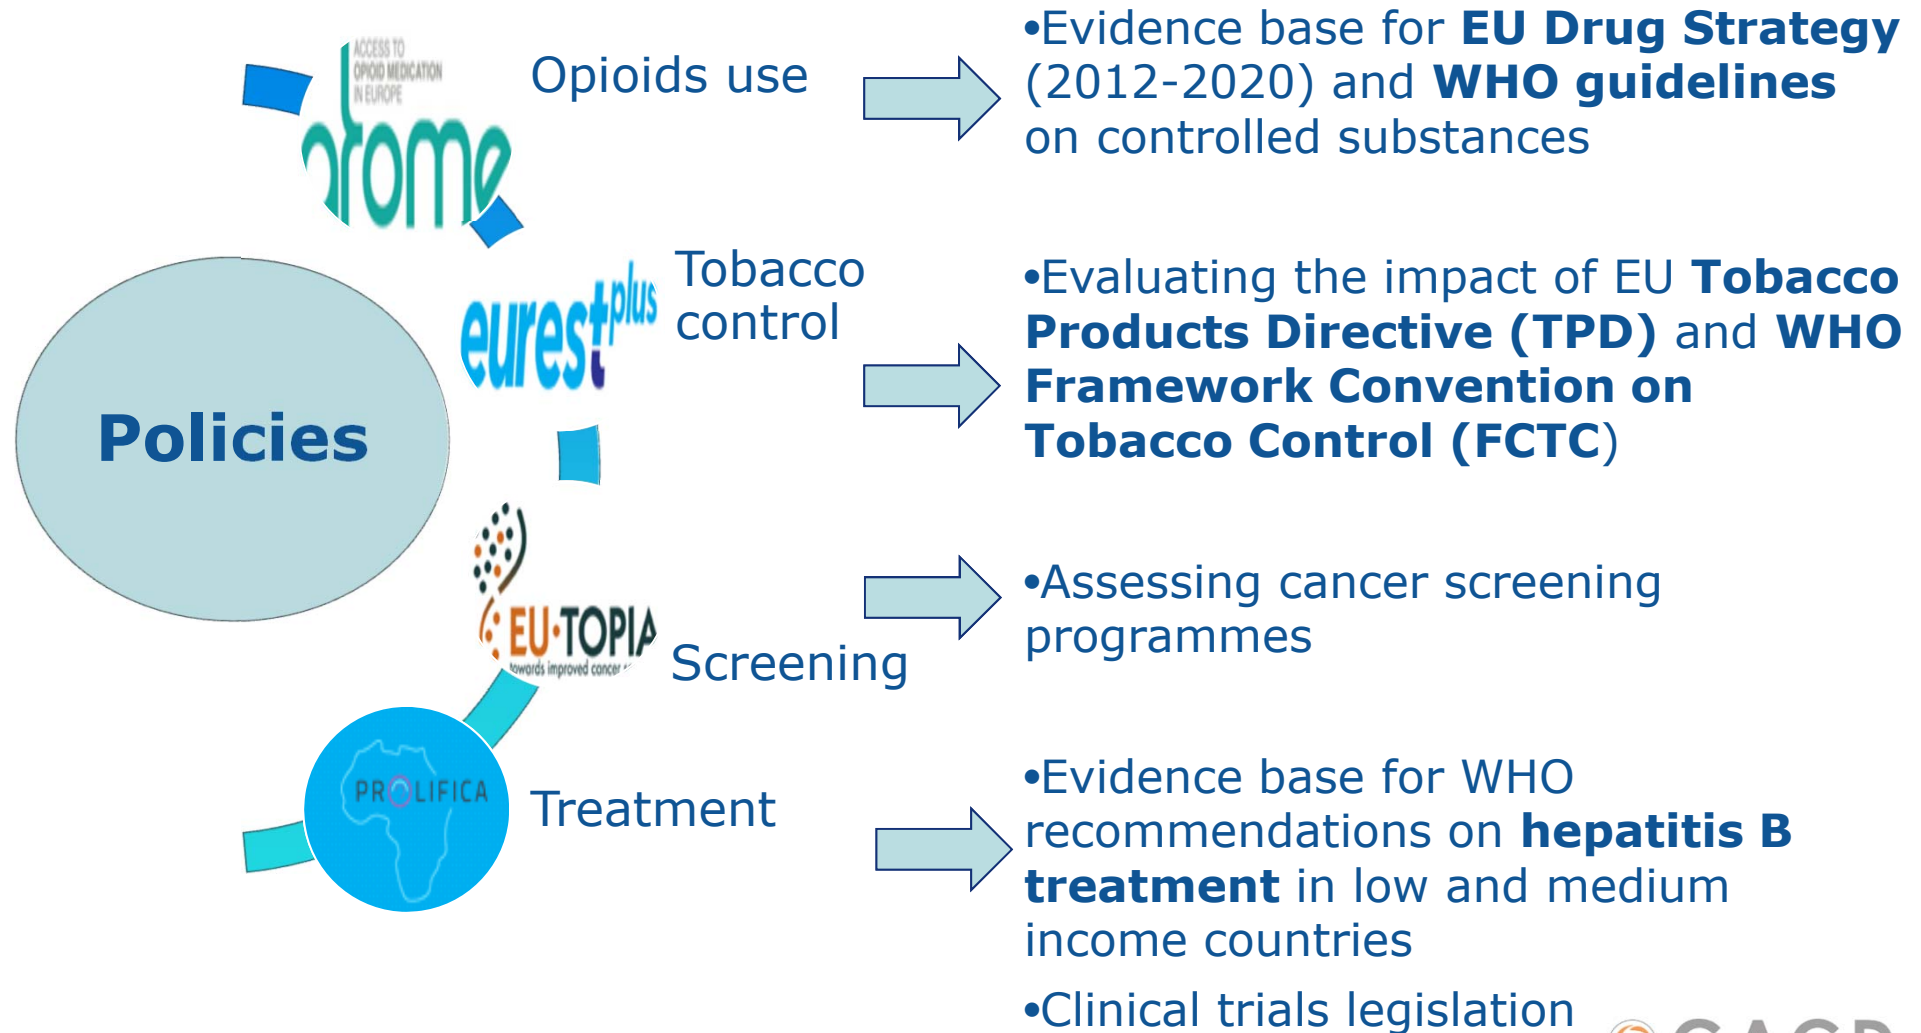 ACCESS TO
OPIOID MEDICATION
IN EUROPE
Opioids use
•Evidence base for EU Drug Strategy
(2012-2020) and WHO guidelines
on controlled substances
eurest plus
Tobacco
control
•Evaluating the impact of EU Tobacco
Products Directive (TPD) and WHO
Framework Convention on
Tobacco Control (FCTC)
Policies
EU•TOPIA
towards improved cancer
Screening
•Assessing cancer screening
programmes
PROLIFICA
Treatment
•Evidence base for WHO
recommendations on hepatitis B
treatment in low and medium
income countries
•Clinical trials legislation